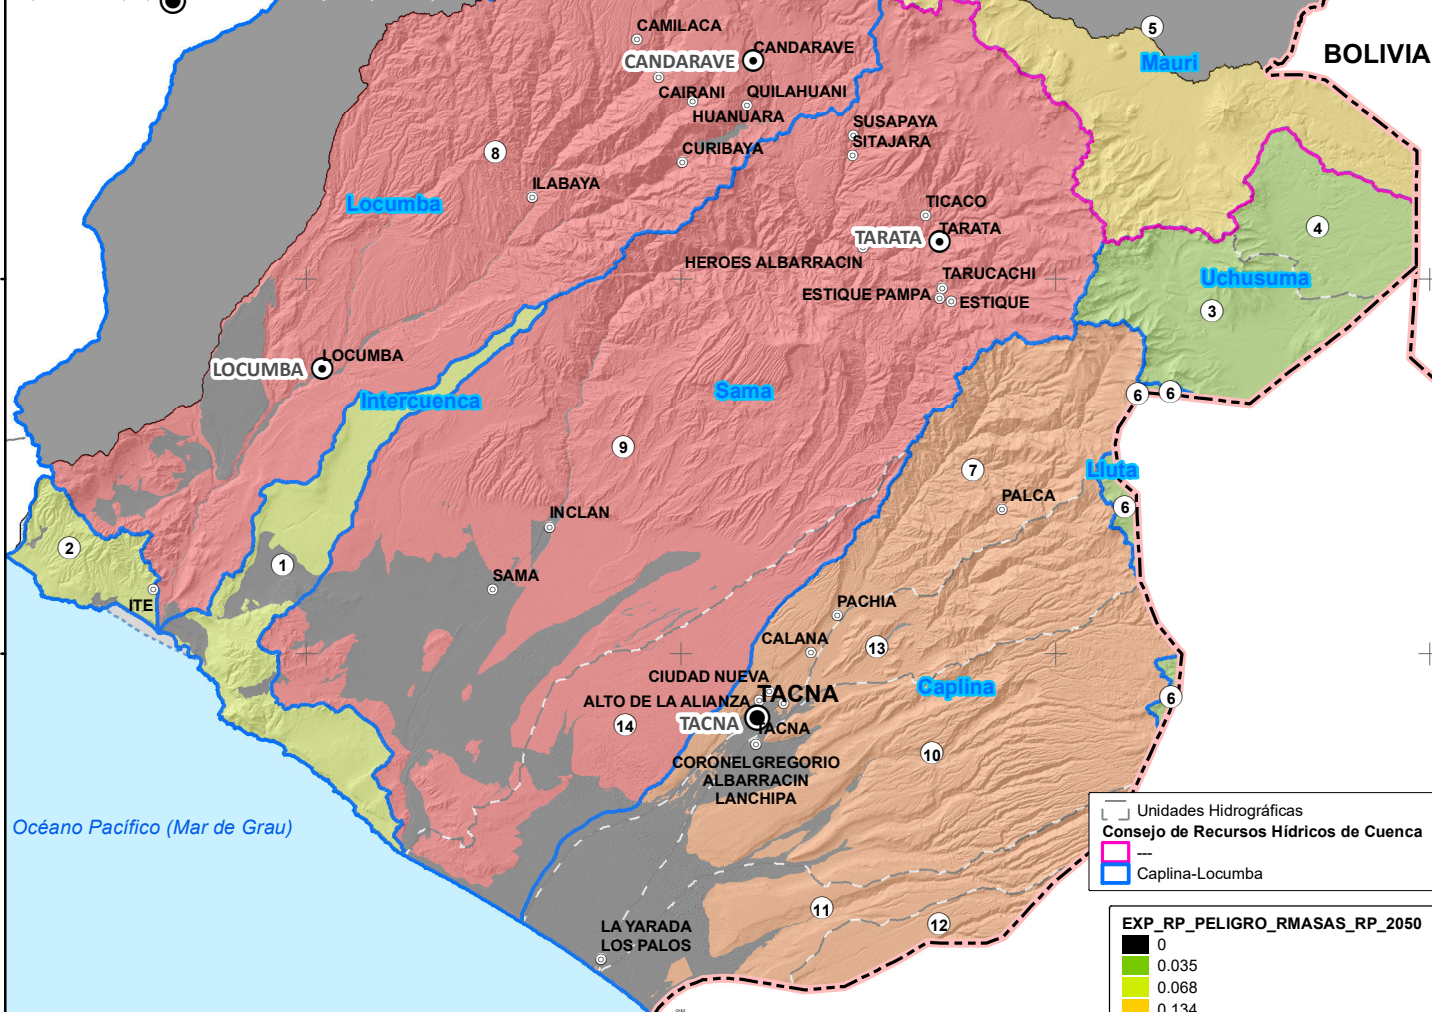 CAMILACA
5
BOLIVIA
CANDARAVE
CANDARAVE
Mauri
CAIRANI
QUILAHUANI
HUANUARA
SUSAPAYA
SITAJARA
8
CURIBAYA
ILABAYA
Locumba
TICACO
4
TARATA
TARATA
HEROES ALBARRACIN
TARUCACHI
Uchusuma
ESTIQUE PAMPA
ESTIQUE
3
LOCUMBA
LOCUMBA
Intercuenca
Sama
6
6
9
7
Lluta
PALCA
6
INCLAN
2
1
SAMA
ITE
PACHIA
CALANA
13
CIUDAD NUEVA
Caplina
ALTO DE LA ALIANZA
TACNA
6
14
TACNA
TACNA
10
CORONELGREGORIO
ALBARRACIN
LANCHIPA
Océano Pacífico (Mar de Grau)
11
12
LA YARADA
LOS PALOS
Unidades Hidrográficas
Consejo de Recursos Hídricos de Cuenca
---
Caplina-Locumba
EXP_RP_PELIGRO_RMASAS_RP_2050
0
0.035
0.068
0.134